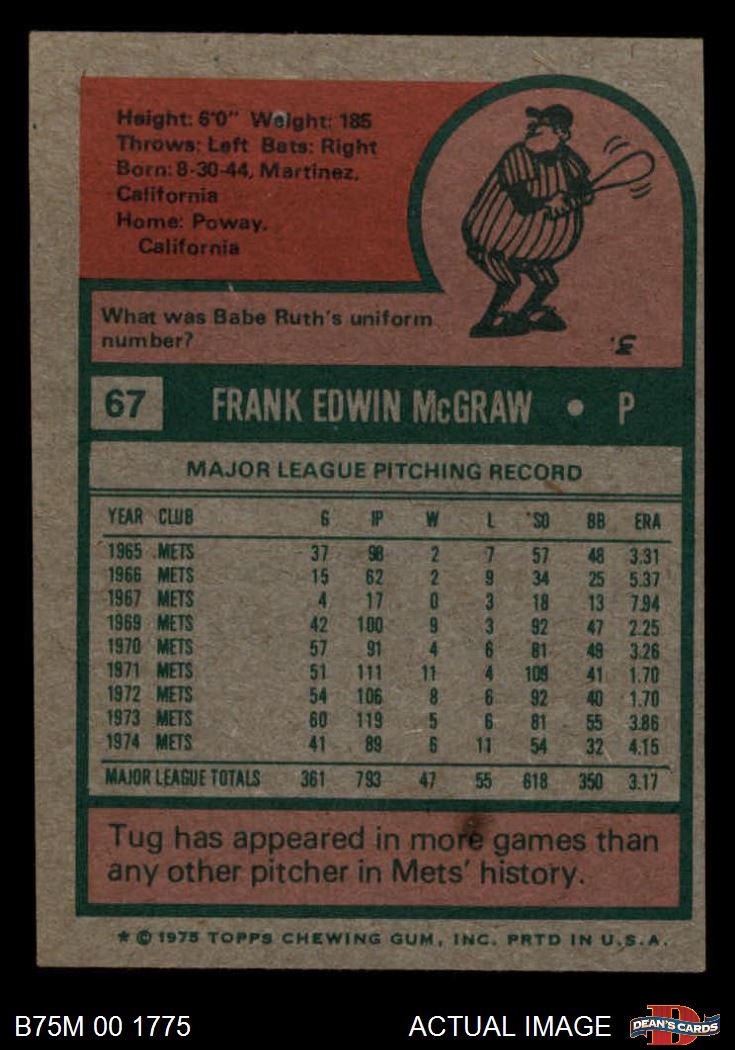 Height: 6'0" Weight: 185
Throws: Left Bats: Right
Born: 8-30-44, Martinez,
California
Home: Poway,
California
What was Babe Ruth's uniform
number?
67 FRANK EDWIN McGRAW • P
MAJOR LEAGUE PITCHING RECORD
YEAR CLUB G IP W L SO BB ERA
1965 METS 37 98 2 7 57 48 3.31
1966 METS 15 62 2 9 34 25 5.37
1967 METS 4 17 0 3 18 13 7.94
1969 METS 42 100 9 3 92 47 2.25
1970 METS 57 91 4 6 81 49 3.26
1971 METS 51 111 11 4 109 41 1.70
1972 METS 54 106 8 6 92 40 1.70
1973 METS 60 119 5 6 81 55 3.86
1974 METS 41 89 6 11 54 32 4.15
MAJOR LEAGUE TOTALS 361 793 47 55 618 350 3.17
Tug has appeared in more games than
any other pitcher in Mets' history.
* © 1975 TOPPS CHEWING GUM, INC. PRTD IN U.S.A.
B75M 00 1775 ACTUAL IMAGE DEAN'S CARDS